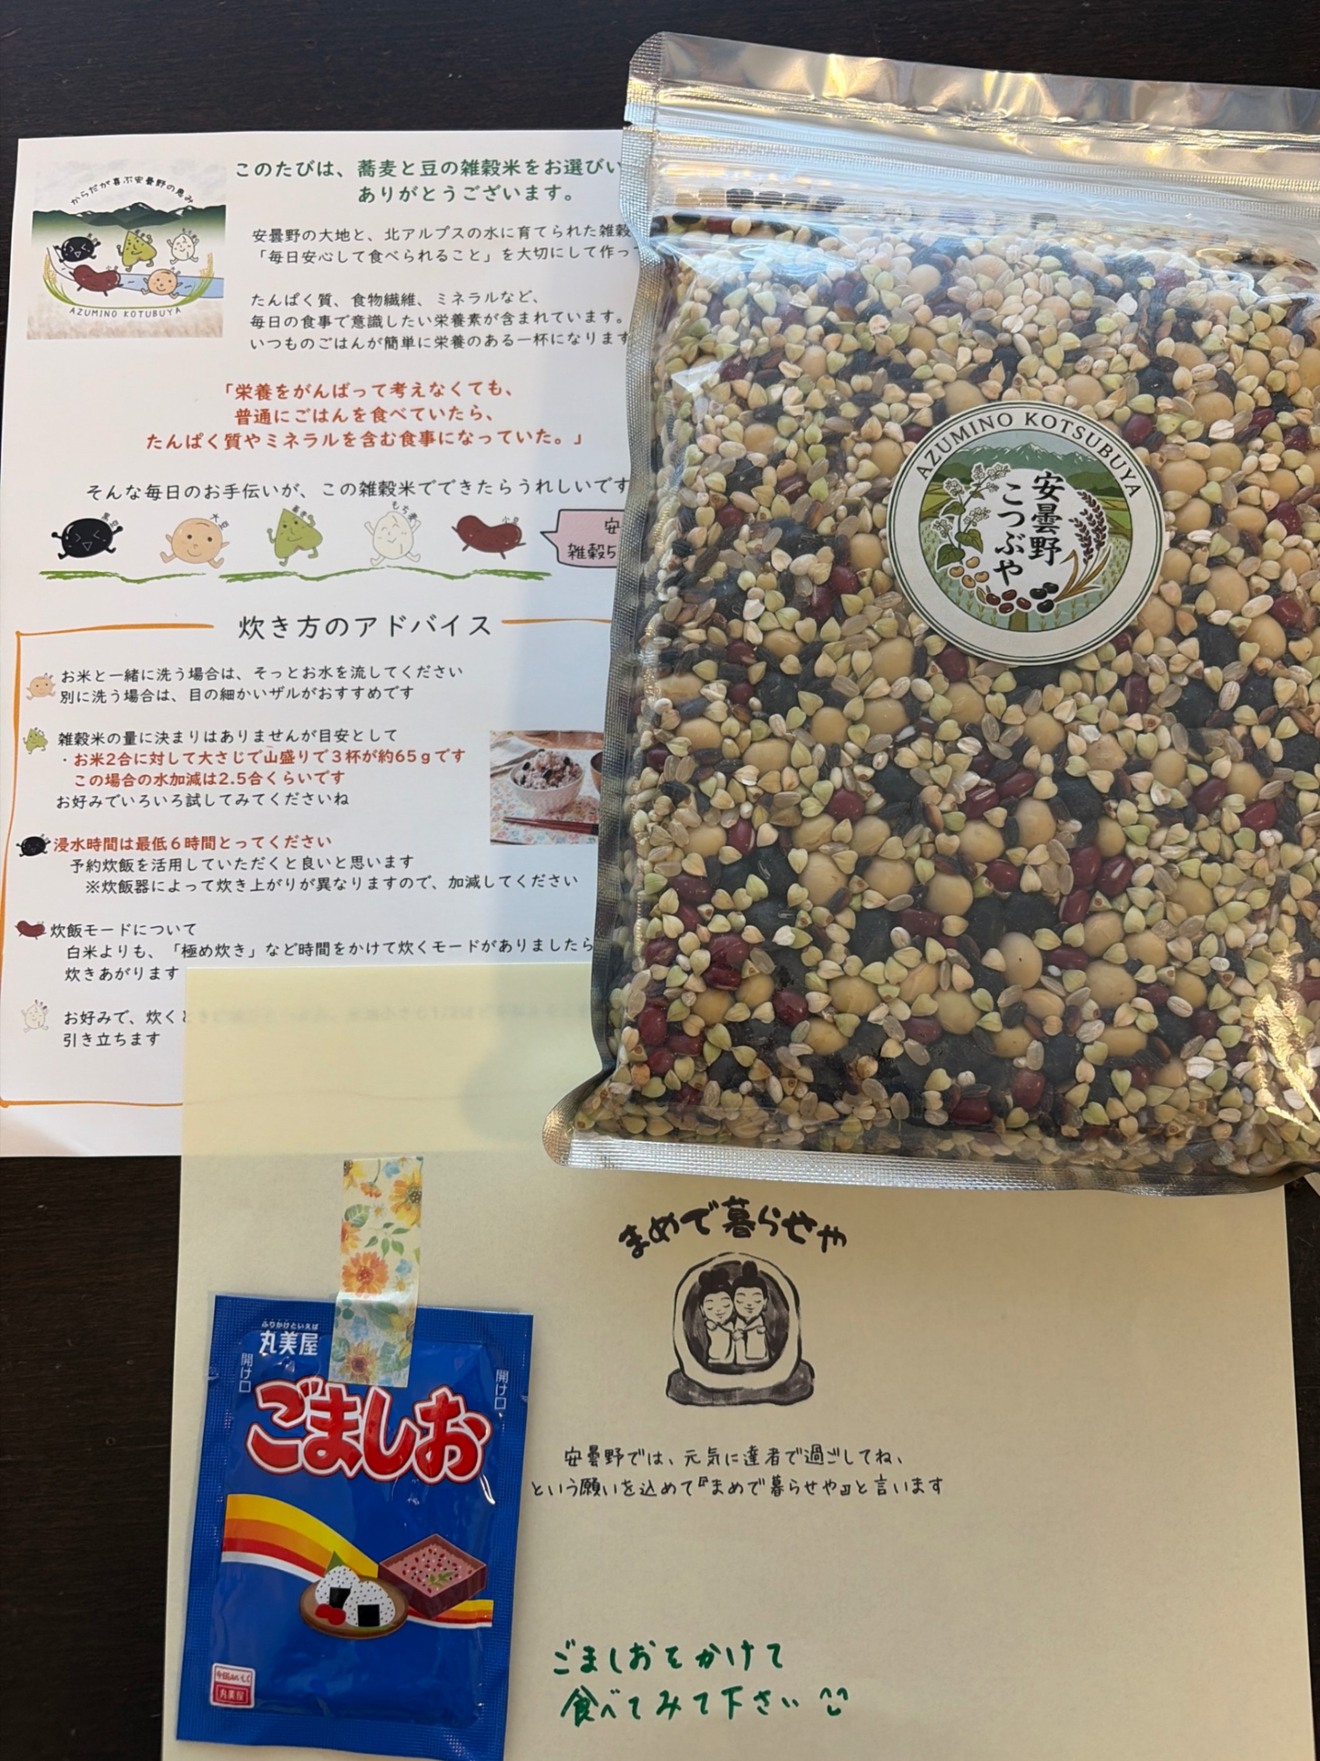 からだが喜ぶ安曇野の恵み
AZUMINO KOTUBUYA
このたびは、蕎麦と豆の雑穀米をお選びい
ありがとうございます。
安曇野の大地と、北アルプスの水に育てられた雑穀
「毎日安心して食べられること」を大切にして作っ
たんぱく質、食物繊維、ミネラルなど、
毎日の食事で意識したい栄養素が含まれています。
いつものごはんが簡単に栄養のある一杯になります
「栄養をがんばって考えなくても、
普通にごはんを食べていたら、
たんぱく質やミネラルを含む食事になっていた。」
そんな毎日のお手伝いが、この雑穀米でできたらうれしいです
黒豆
大豆
蕎麦
もち麦
小豆
安
雑穀5
炊き方のアドバイス
お米と一緒に洗う場合は、そっとお水を流してください
別に洗う場合は、目の細かいザルがおすすめです
雑穀米の量に決まりはありませんが目安として
・お米2合に対して大さじで山盛りで3杯が約65gです
この場合の水加減は2.5合くらいです
お好みでいろいろ試してみてくださいね
浸水時間は最低6時間とってください
予約炊飯を活用していただくと良いと思います
※炊飯器によって炊き上がりが異なりますので、加減してください
炊飯モードについて
白米よりも、「極め炊き」など時間をかけて炊くモードがありましたら
炊きあがります
お好みで、炊くと
引き立ちます
AZUMINO KOTSUBUYA
安曇野
こつぶや
まめで暮らせや
安曇野では、元気に達者で過ごしてね、
という願いを込めて『まめで暮らせや』と言います
ごましおをかけて
食べてみて下さい
ふりかけといえば
丸美屋
開け口
開け口
ごましお
丸美屋